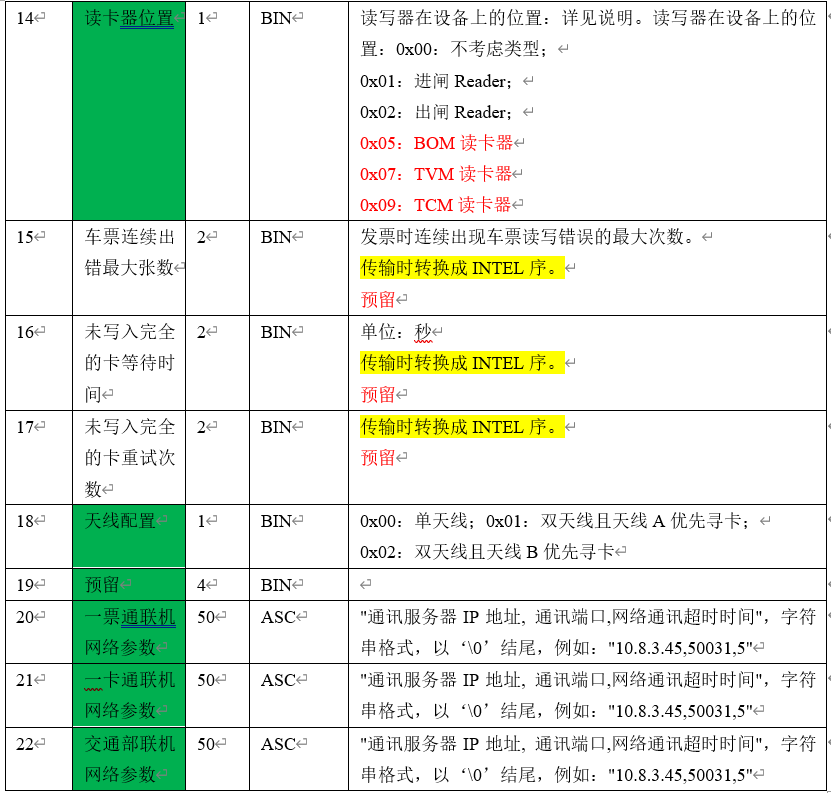 14 读卡器位置 1 BIN 读写器在设备上的位置：详见说明。读写器在设备上的位
置：0x00：不考虑类型；
0x01：进闸 Reader；
0x02：出闸 Reader；
0x05：BOM 读卡器
0x07：TVM 读卡器
0x09：TCM 读卡器
15 车票连续出 2 BIN 发票时连续出现车票读写错误的最大次数。
错最大张数 传输时转换成 INTEL 序。
预留
16 未写入完全 2 BIN 单位：秒
的卡等待时 传输时转换成 INTEL 序。
间 预留
17 未写入完全 2 BIN 传输时转换成 INTEL 序。
的卡重试次 预留
数
18 天线配置 1 BIN 0x00：单天线；0x01：双天线且天线 A 优先寻卡；
0x02：双天线且天线 B 优先寻卡
19 预留 4 BIN
20 一票通联机 50 ASC "通讯服务器 IP 地址, 通讯端口,网络通讯超时时间"，字符
网络参数 串格式，以‘\0’结尾，例如："10.8.3.45,50031,5"
21 一卡通联机 50 ASC "通讯服务器 IP 地址, 通讯端口,网络通讯超时时间"，字符
网络参数 串格式，以‘\0’结尾，例如："10.8.3.45,50031,5"
22 交通部联机 50 ASC "通讯服务器 IP 地址, 通讯端口,网络通讯超时时间"，字符
网络参数 串格式，以‘\0’结尾，例如："10.8.3.45,50031,5"